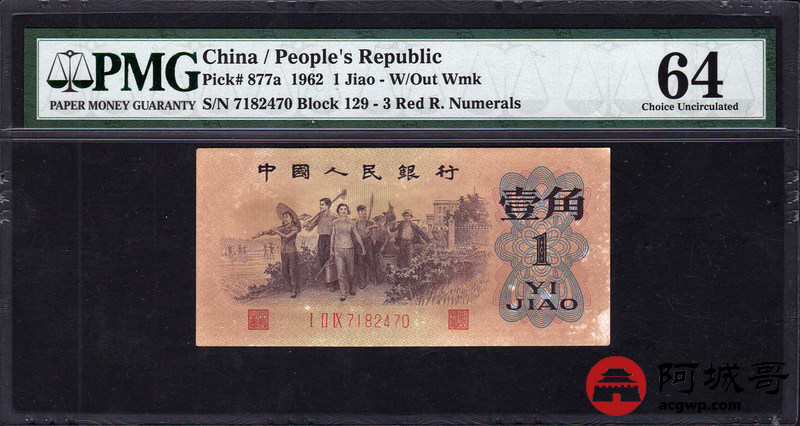 PMG
PAPER MONEY GUARANTY
China / People's Republic
Pick# 877a 1962 1 Jiao - W/Out Wmk
S/N 7182470 Block 129 - 3 Red R. Numerals
64
Choice Uncirculated
中國人民銀行
壹角
1
YI
JIAO
I II IX 7182470
阿城哥
acgwp.com